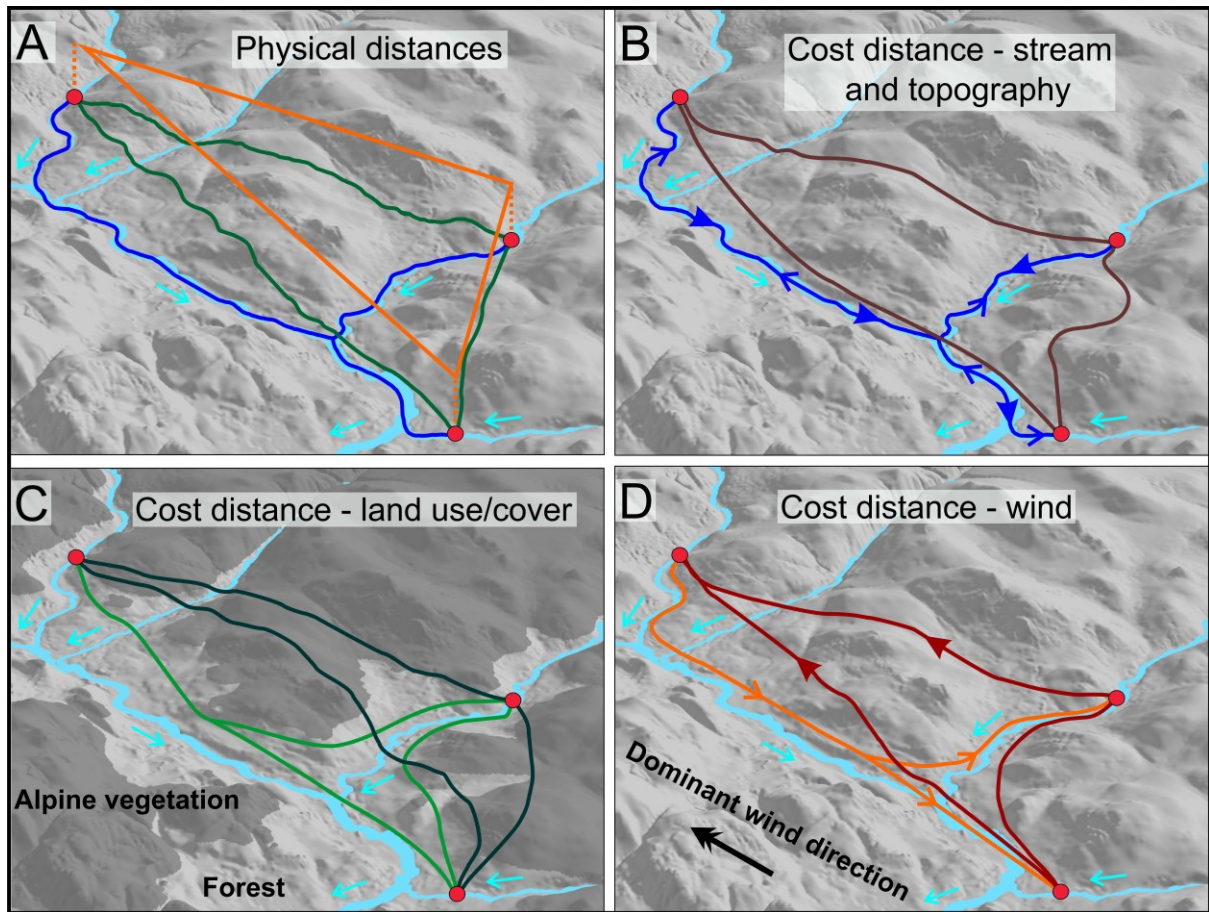 A
Physical distances
B
Cost distance - stream
and topography
C
Cost distance - land use/cover
Alpine vegetation
Forest
D
Cost distance - wind
Dominant wind direction